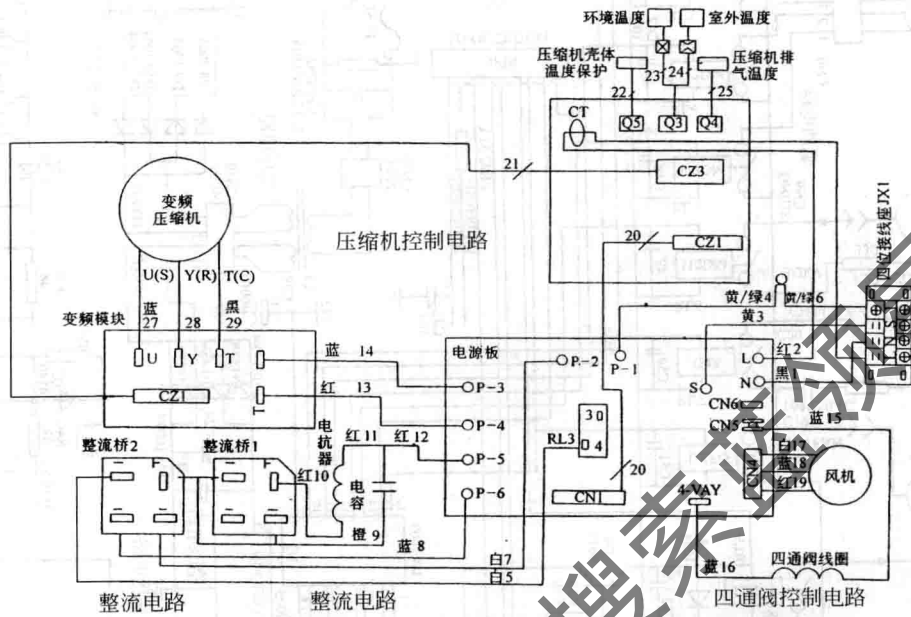 环境温度
室外温度
压缩机壳体
温度保护
压缩机排
气温度
23
24
22
25
CT
Q5
Q3
Q4
21
CZ3
变频
压缩机
压缩机控制电路
20
CZ1
四位接线座JX1
U(S)
Y(R)
T(C)
蓝
27
28
黑
29
变频模块
U
Y
T
CZ1
蓝 14
红 13
电源板
P-2
P-1
黄/绿4
黄/绿6
黄3
红2
黑1
L
N
S
P-3
P-4
P-5
P-6
CN6
CN5
蓝15
RL3
3
4
20
CN1
4-VAY
白17
蓝18
红19
风机
整流桥2
整流桥1
电抗器
红11
红12
红10
电容
橙9
蓝8
白7
白5
蓝16
四通阀线圈
整流电路
整流电路
四通阀控制电路
搜索蓝领